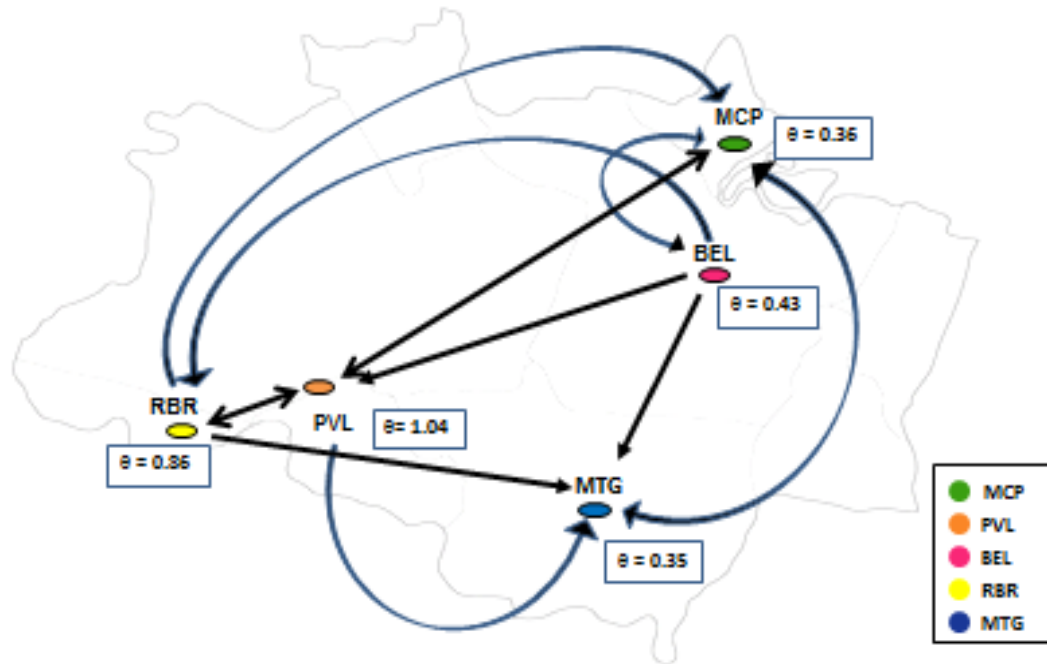 MCP
θ = 0.36
BEL
θ = 0.43
RBR
θ = 0.86
PVL
θ= 1.04
MTG
θ = 0.35
MCP
PVL
BEL
RBR
MTG